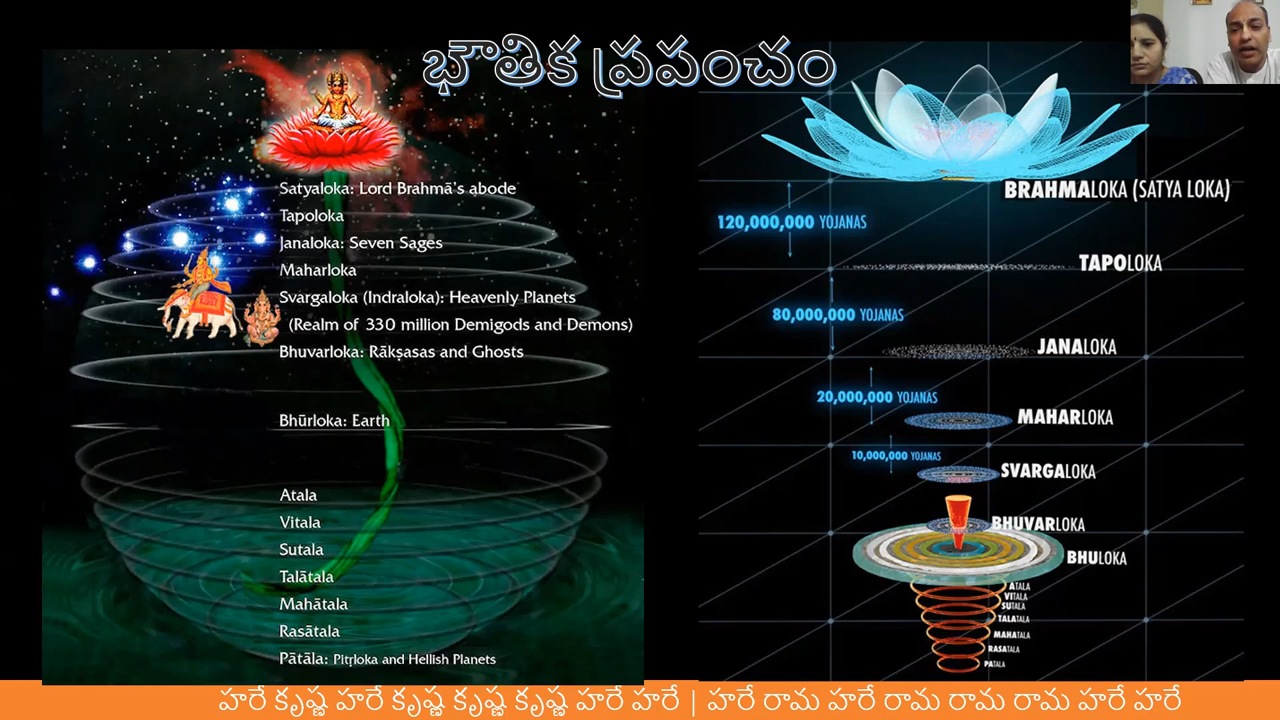 భౌతిక ప్రపంచం
Satyaloka: Lord Brahmā's abode
Tapoloka
Janaloka: Seven Sages
Maharloka
Svargaloka (Indraloka): Heavenly Planets
(Realm of 330 million Demigods and Demons)
Bhuvarloka: Rākṣasas and Ghosts
Bhūrloka: Earth
Atala
Vitala
Sutala
Talātala
Mahātala
Rasātala
Pātāla: Pitṛloka and Hellish Planets
BRAHMALOKA (SATYA LOKA)
120,000,000 YOJANAS
TAPOLOKA
80,000,000 YOJANAS
JANALOKA
20,000,000 YOJANAS
MAHARLOKA
10,000,000 YOJANAS
SVARGALOKA
BHUVARLOKA
BHULOKA
ATALA
VITALA
SUTALA
TALATALA
MAHATALA
RASATALA
PATALA
హరే కృష్ణ హరే కృష్ణ కృష్ణ కృష్ణ హరే హరే | హరే రామ హరే రామ రామ రామ హరే హరే